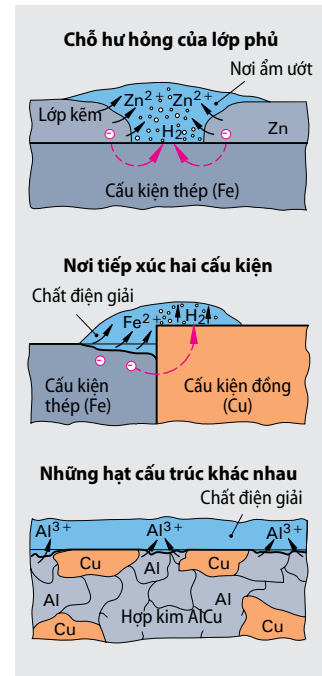 Chỗ hư hỏng của lớp phủ
Nơi ẩm ướt
Zn²⁺ Zn²⁺
Lớp kẽm
H₂
Zn
Cấu kiện thép (Fe)
Nơi tiếp xúc hai cấu kiện
Chất điện giải
Fe²⁺ H₂
Cấu kiện
thép (Fe)
Cấu kiện đồng
(Cu)
Những hạt cấu trúc khác nhau
Chất điện giải
Al³⁺ Al³⁺ Al³⁺
Cu Al Cu
Al Al
Hợp kim AlCu
Cu Cu